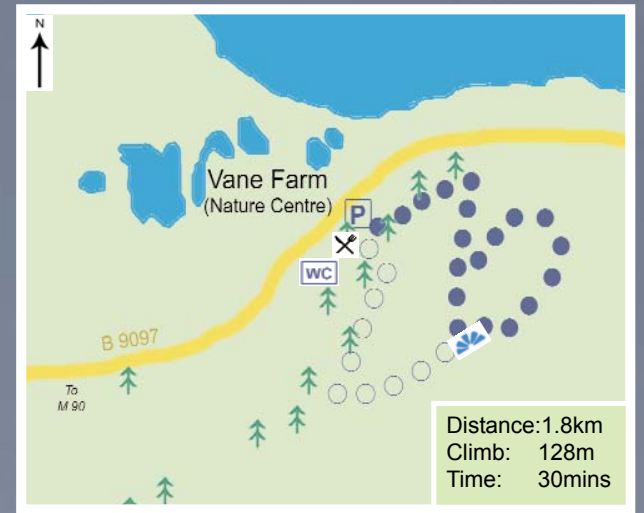 N
Vane Farm
(Nature Centre)
P
WC
B 9097
To
M 90
Distance:1.8km
Climb: 128m
Time: 30mins